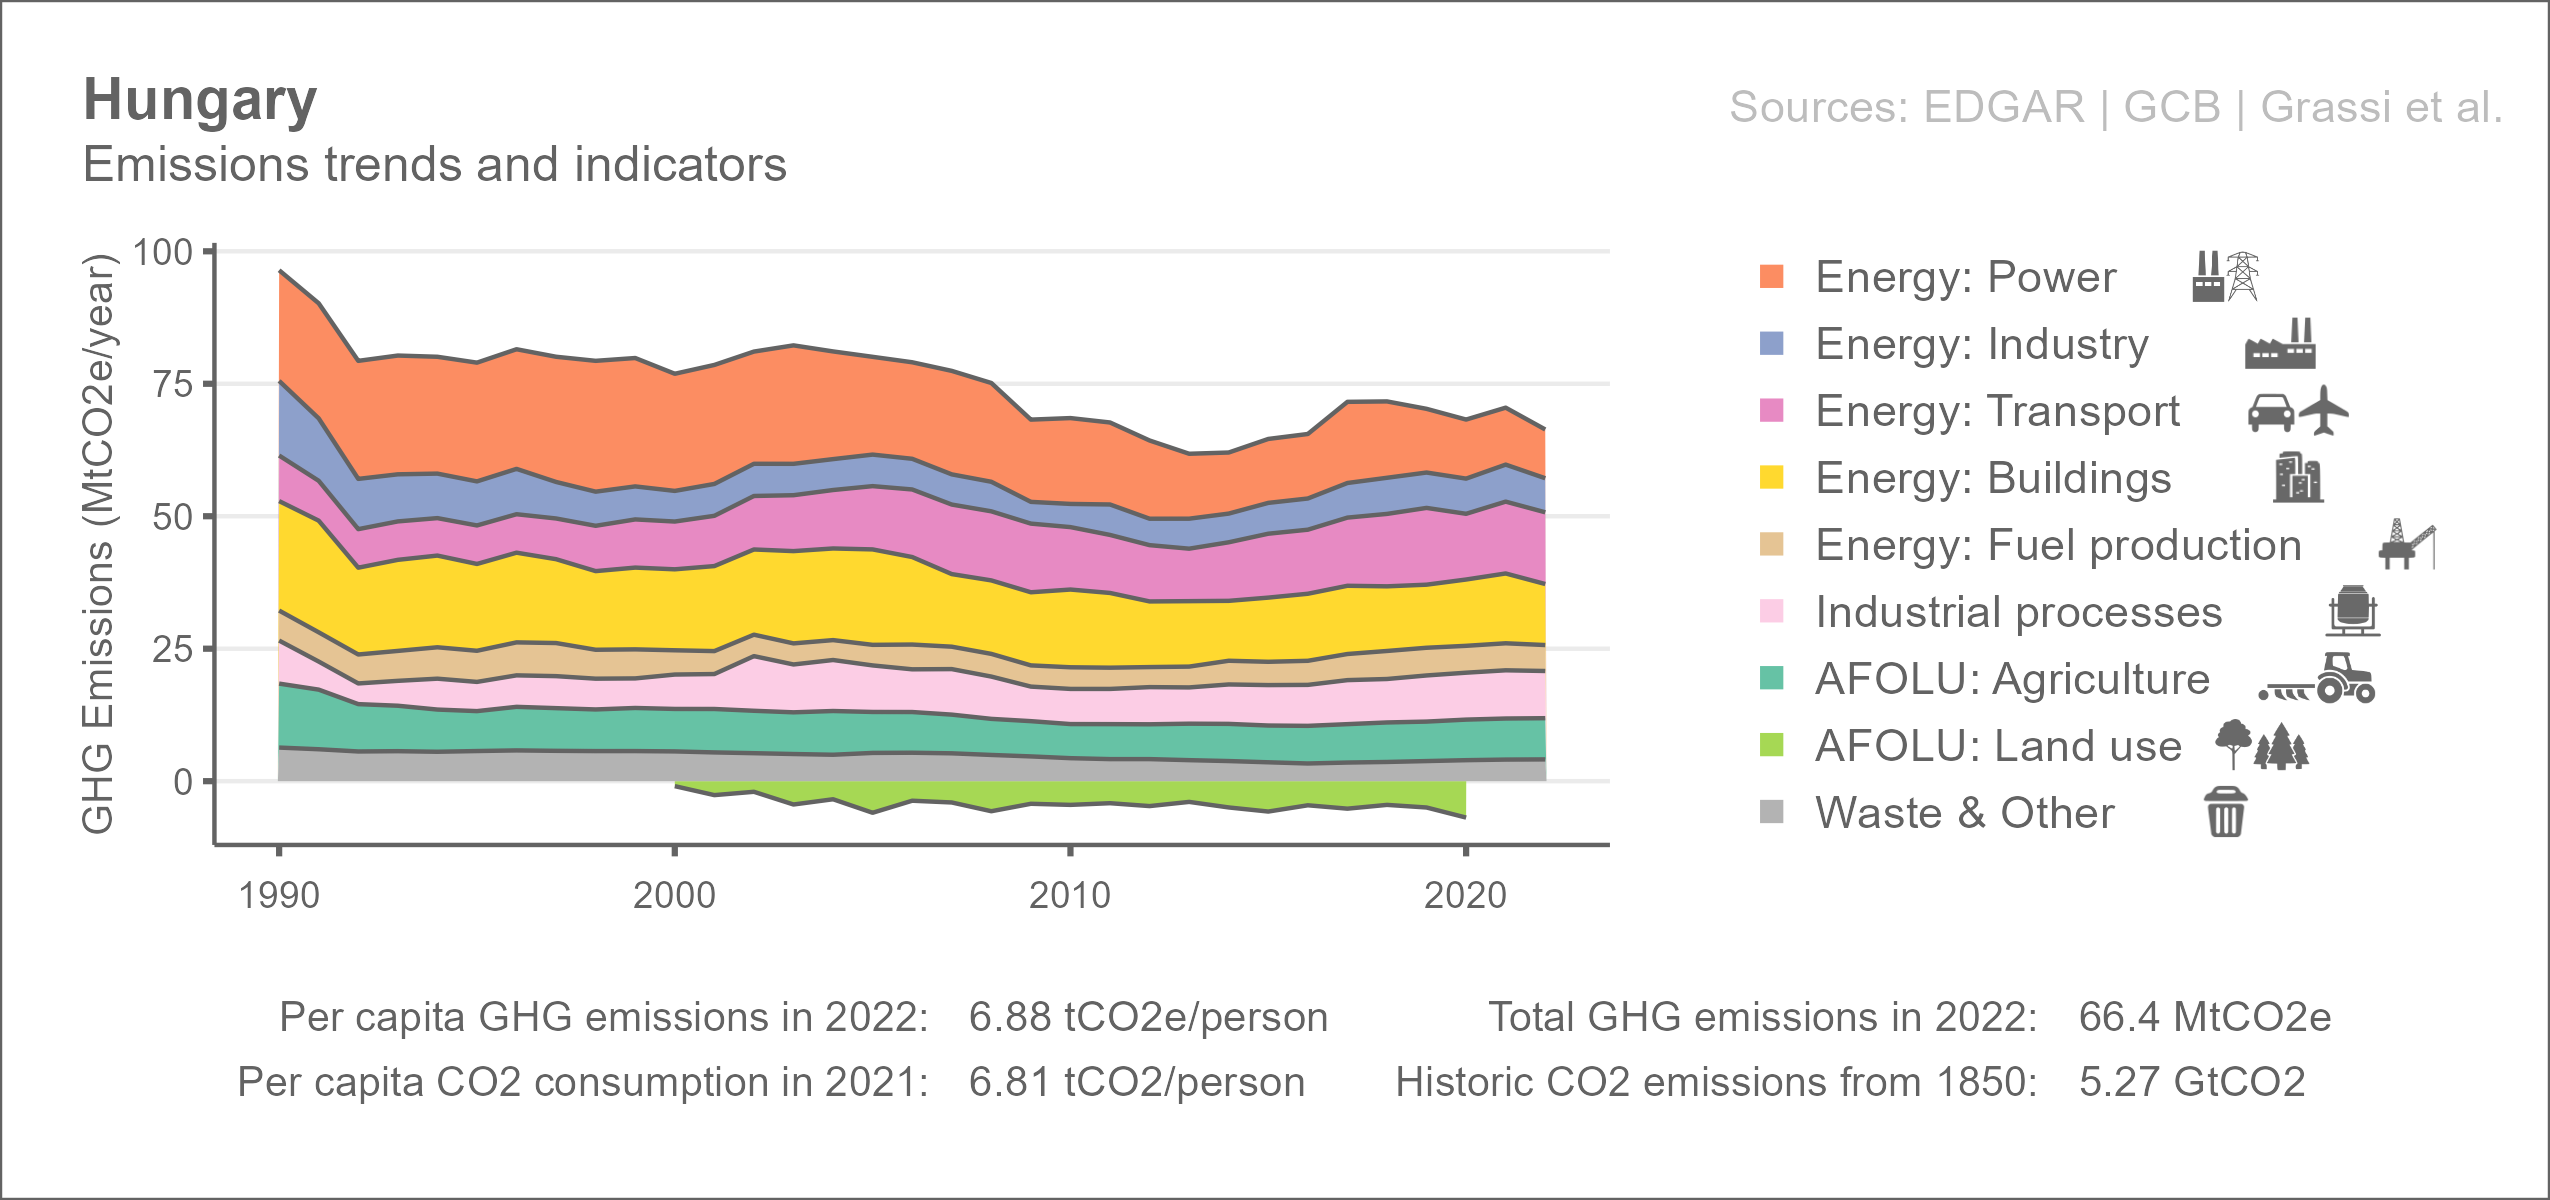 Hungary
Sources: EDGAR | GCB | Grassi et al.
Emissions trends and indicators
GHG Emissions (MtCO2e/year)
100
75
50
25
0
1990 2000 2010 2020
Energy: Power
Energy: Industry
Energy: Transport
Energy: Buildings
Energy: Fuel production
Industrial processes
AFOLU: Agriculture
AFOLU: Land use
Waste & Other
Per capita GHG emissions in 2022: 6.88 tCO2e/person Total GHG emissions in 2022: 66.4 MtCO2e
Per capita CO2 consumption in 2021: 6.81 tCO2/person Historic CO2 emissions from 1850: 5.27 GtCO2